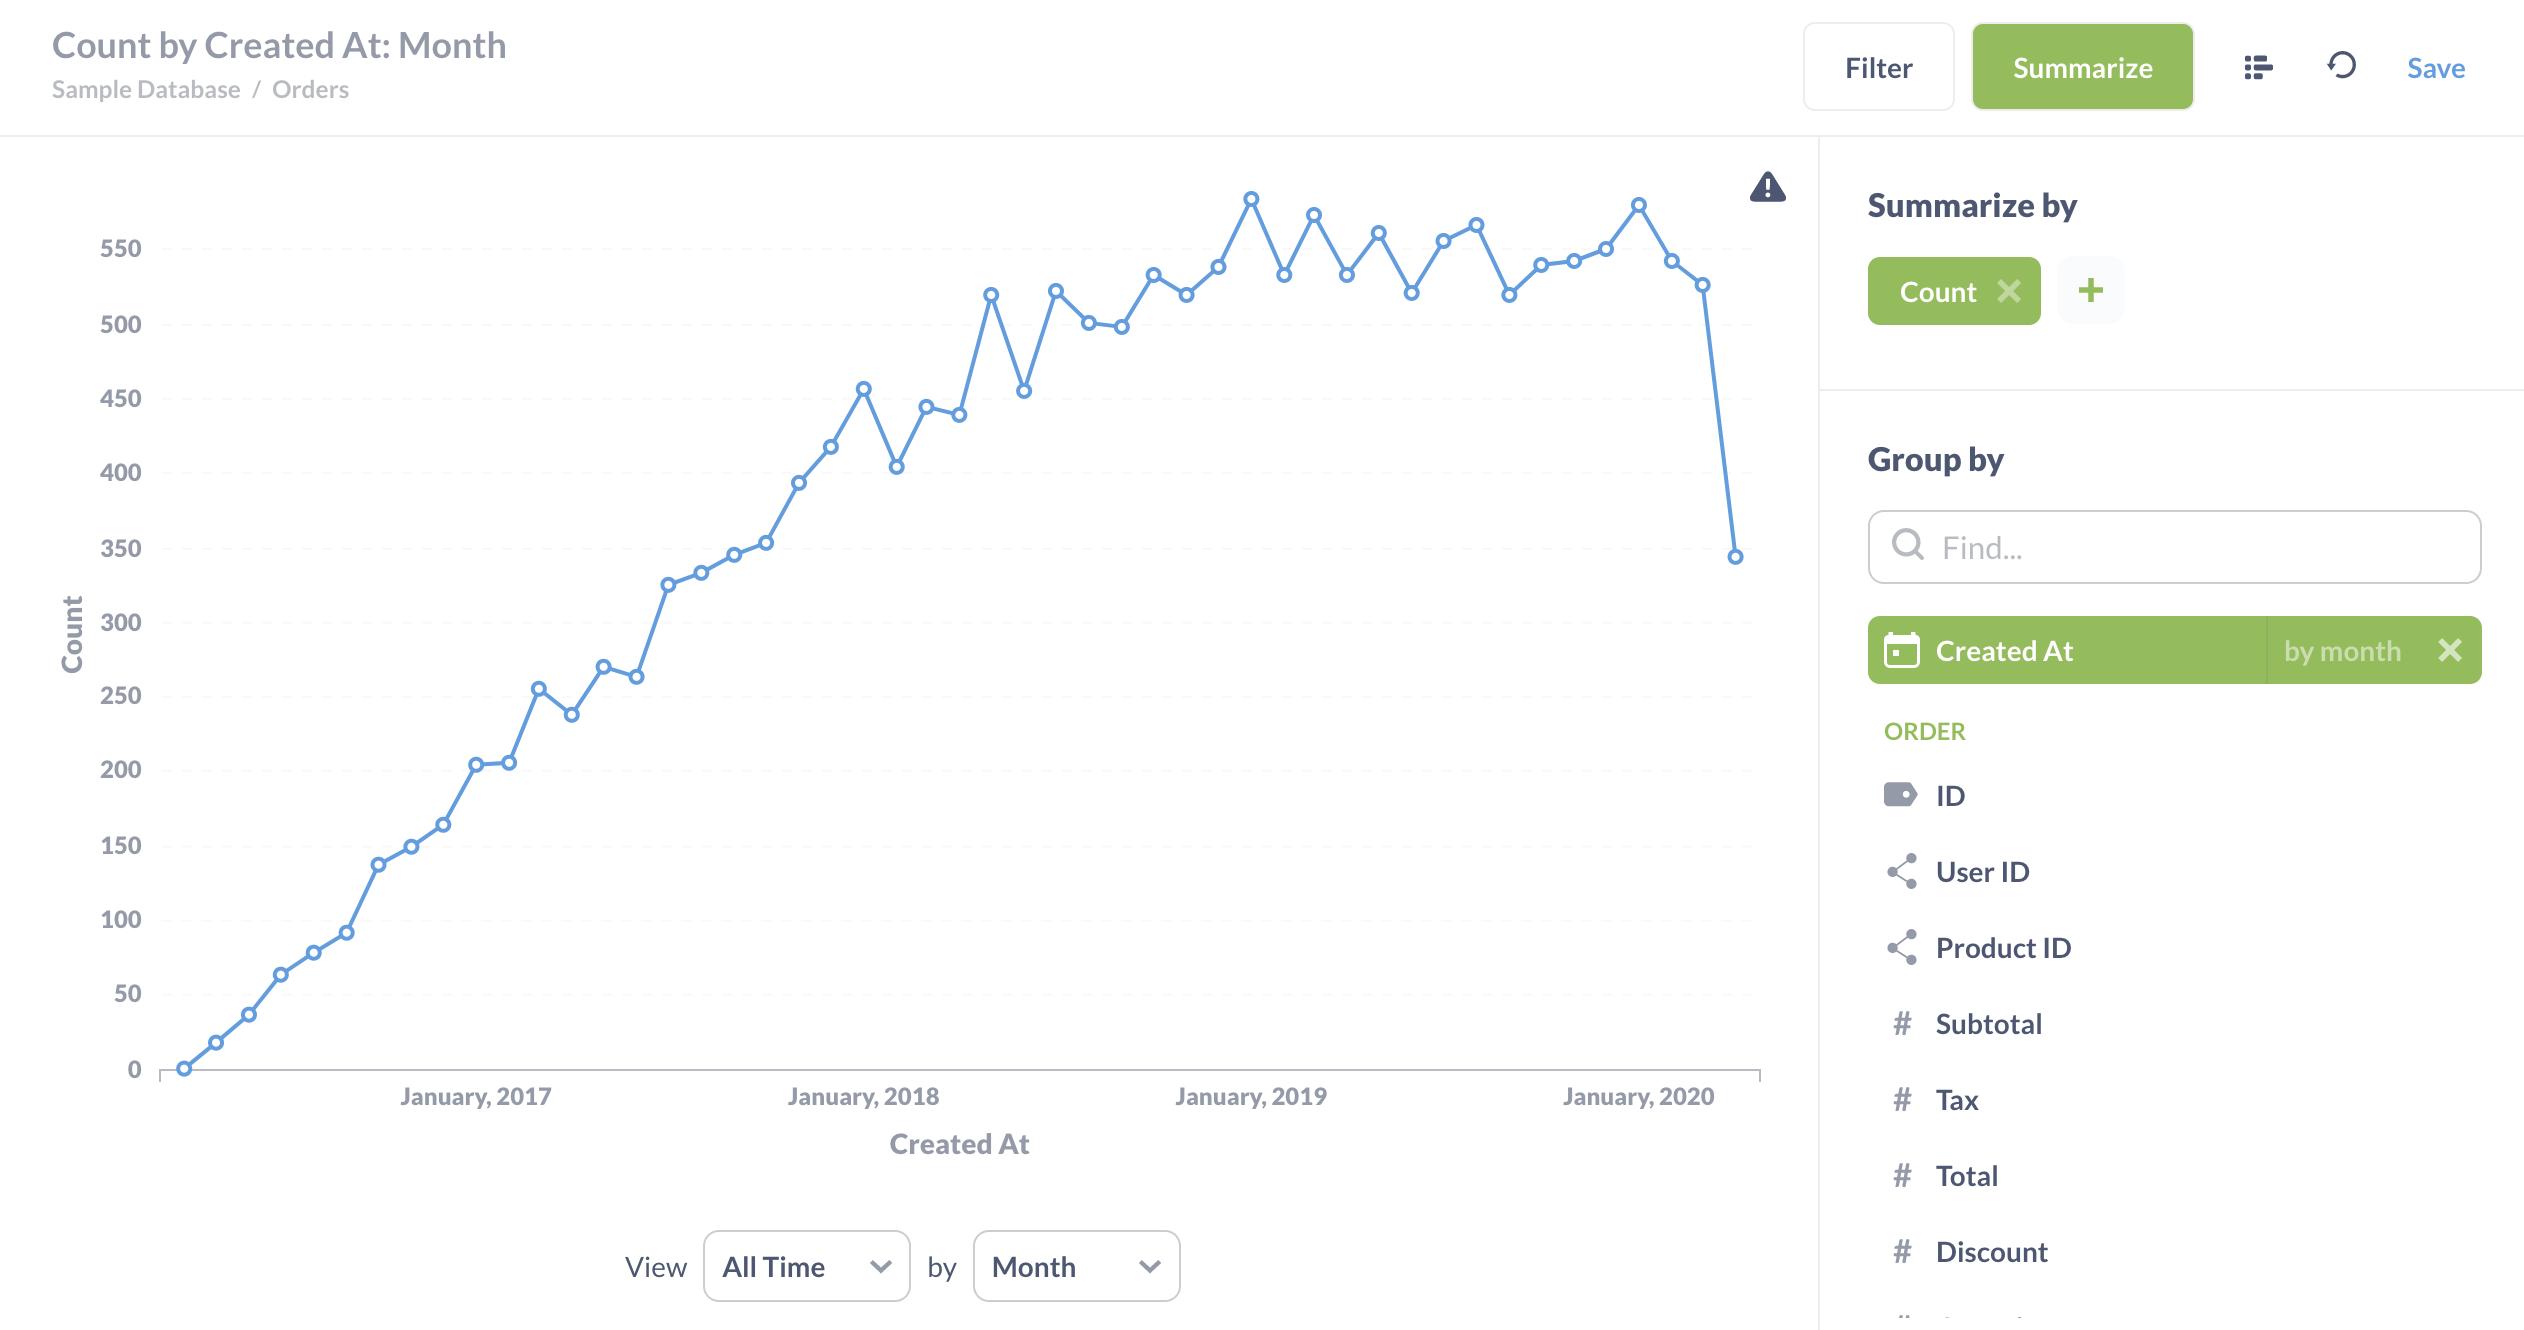 Count by Created At: Month
Sample Database / Orders
Filter
Summarize
Save
550
500
450
400
350
300
250
200
150
100
50
0
Count
January, 2017
January, 2018
January, 2019
January, 2020
Created At
View All Time by Month
Summarize by
Count
+
Group by
Find...
Created At by month
ORDER
ID
User ID
Product ID
# Subtotal
# Tax
# Total
# Discount